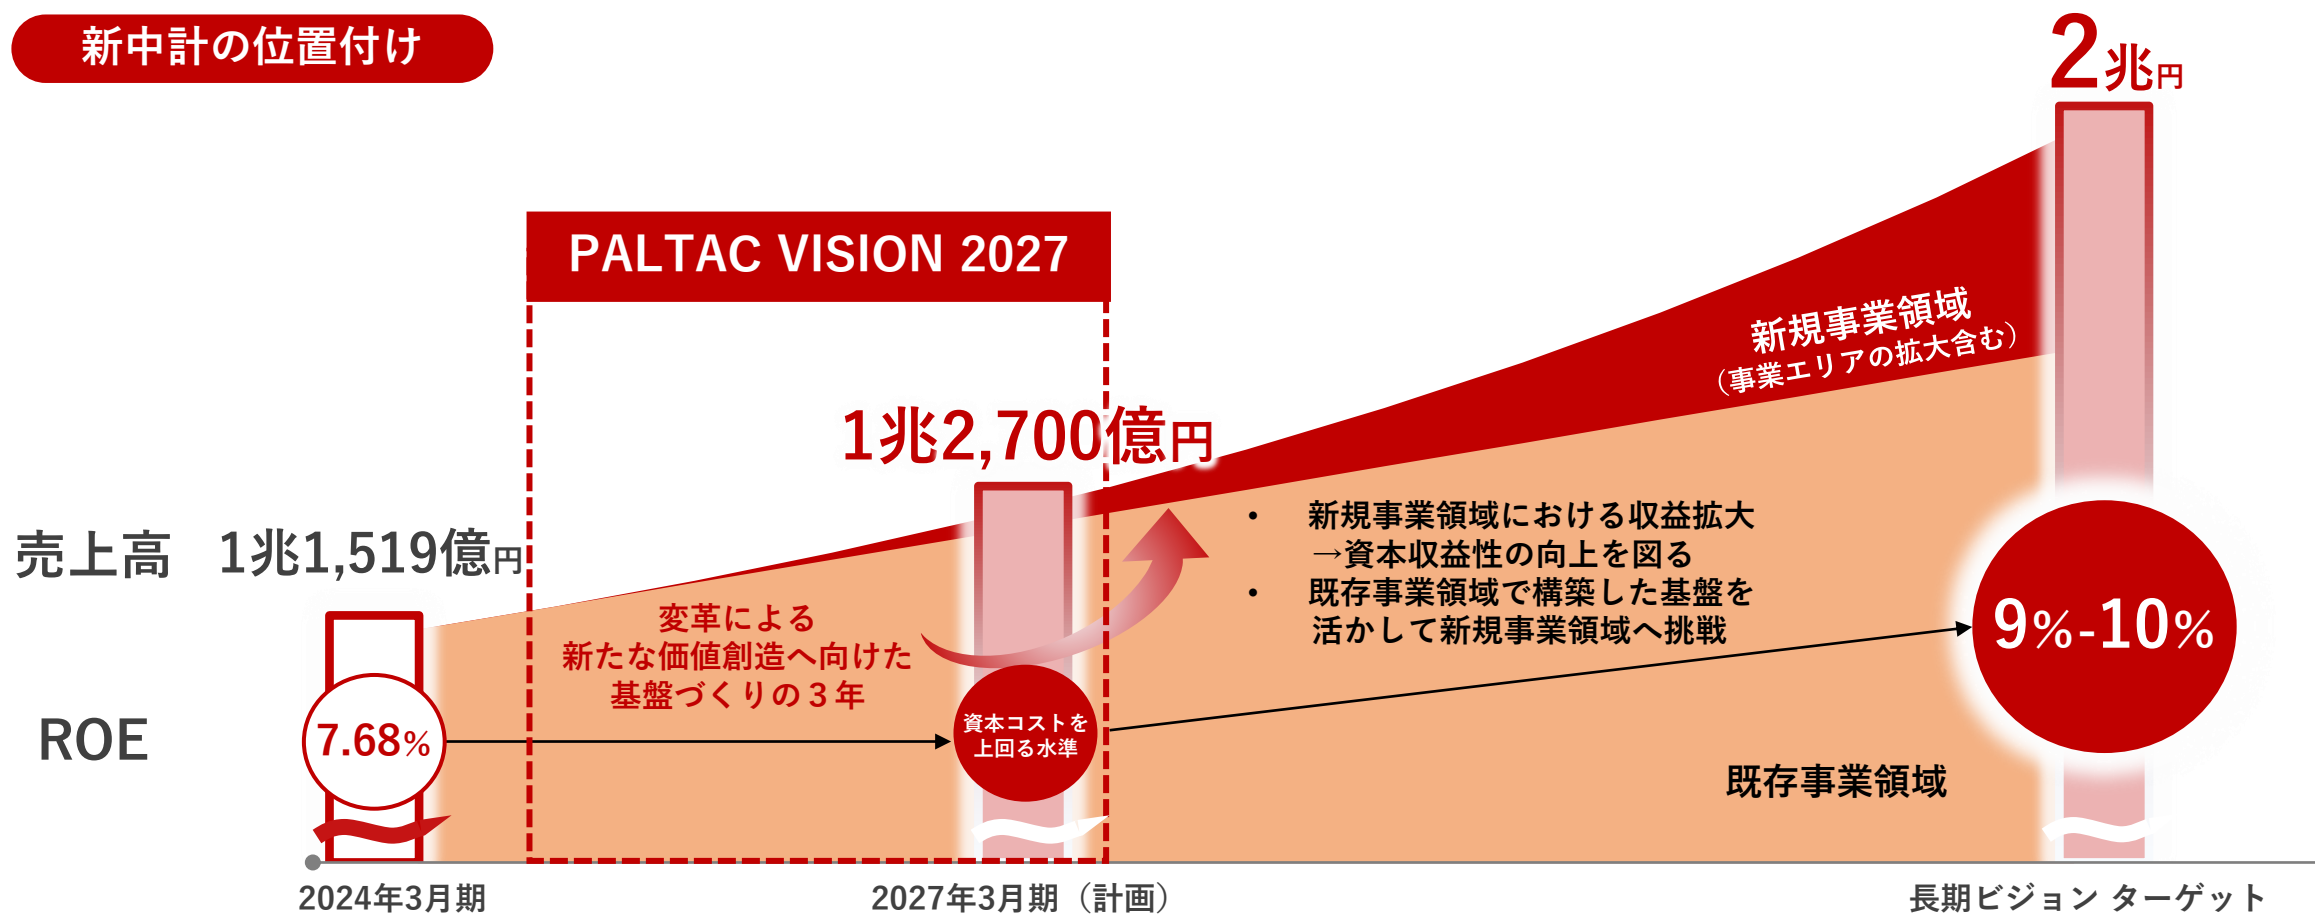 新中計の位置付け
2兆円
PALTAC VISION 2027
新規事業領域
（事業エリアの拡大含む）
1兆2,700億円
売上高 1兆1,519億円
• 新規事業領域における収益拡大
→資本収益性の向上を図る
• 既存事業領域で構築した基盤を
活かして新規事業領域へ挑戦
変革による
新たな価値創造へ向けた
基盤づくりの３年
ROE
7.68%
資本コストを
上回る水準
9%-10%
既存事業領域
2024年3月期
2027年3月期（計画）
長期ビジョン ターゲット